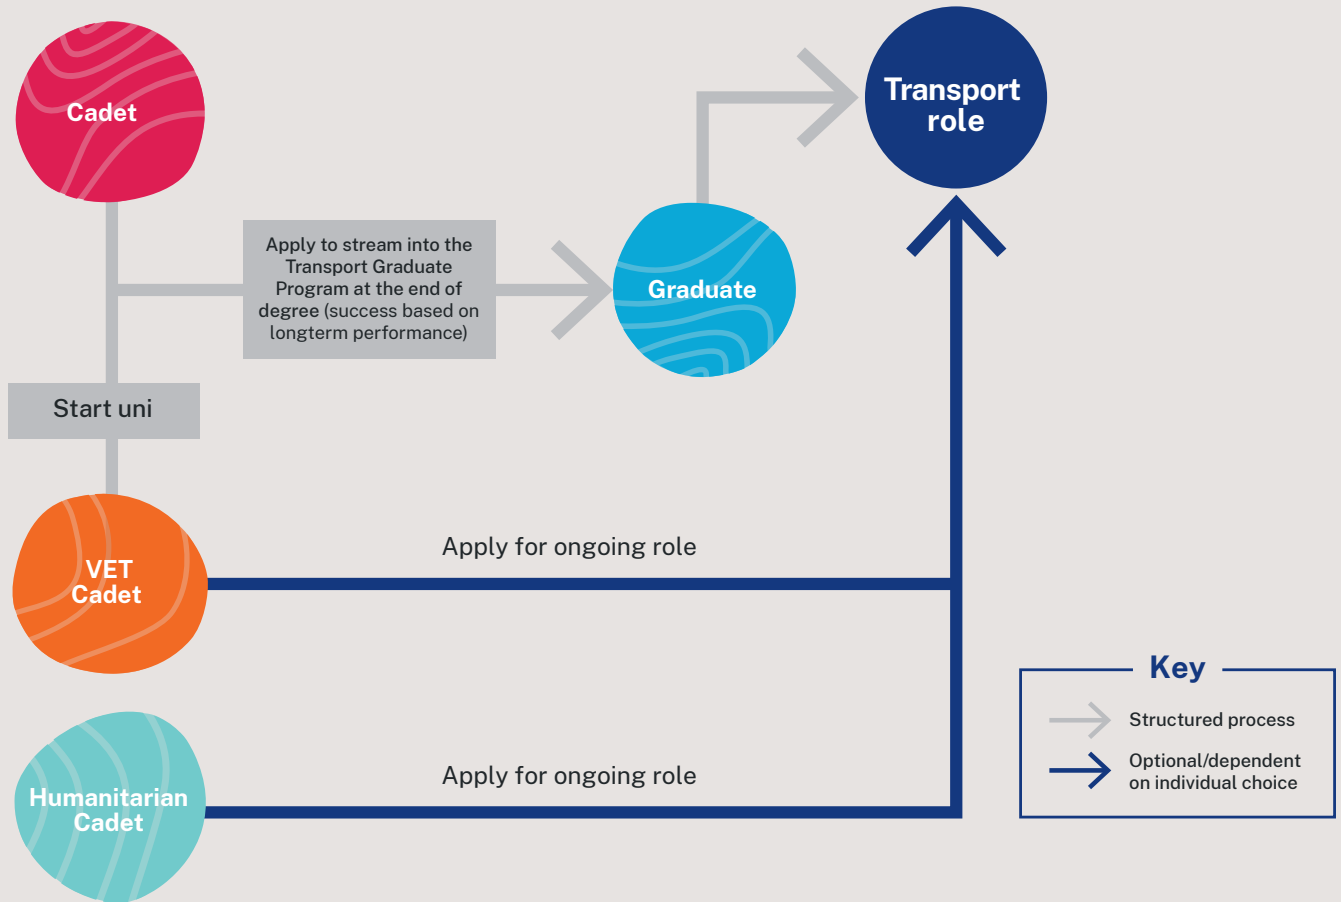 Cadet
Transport
role
Apply to stream into the
Transport Graduate
Program at the end of
degree (success based on
longterm performance)
Graduate
Start uni
VET
Cadet
Apply for ongoing role
Humanitarian
Cadet
Apply for ongoing role
Key
Structured process
Optional/dependent
on individual choice